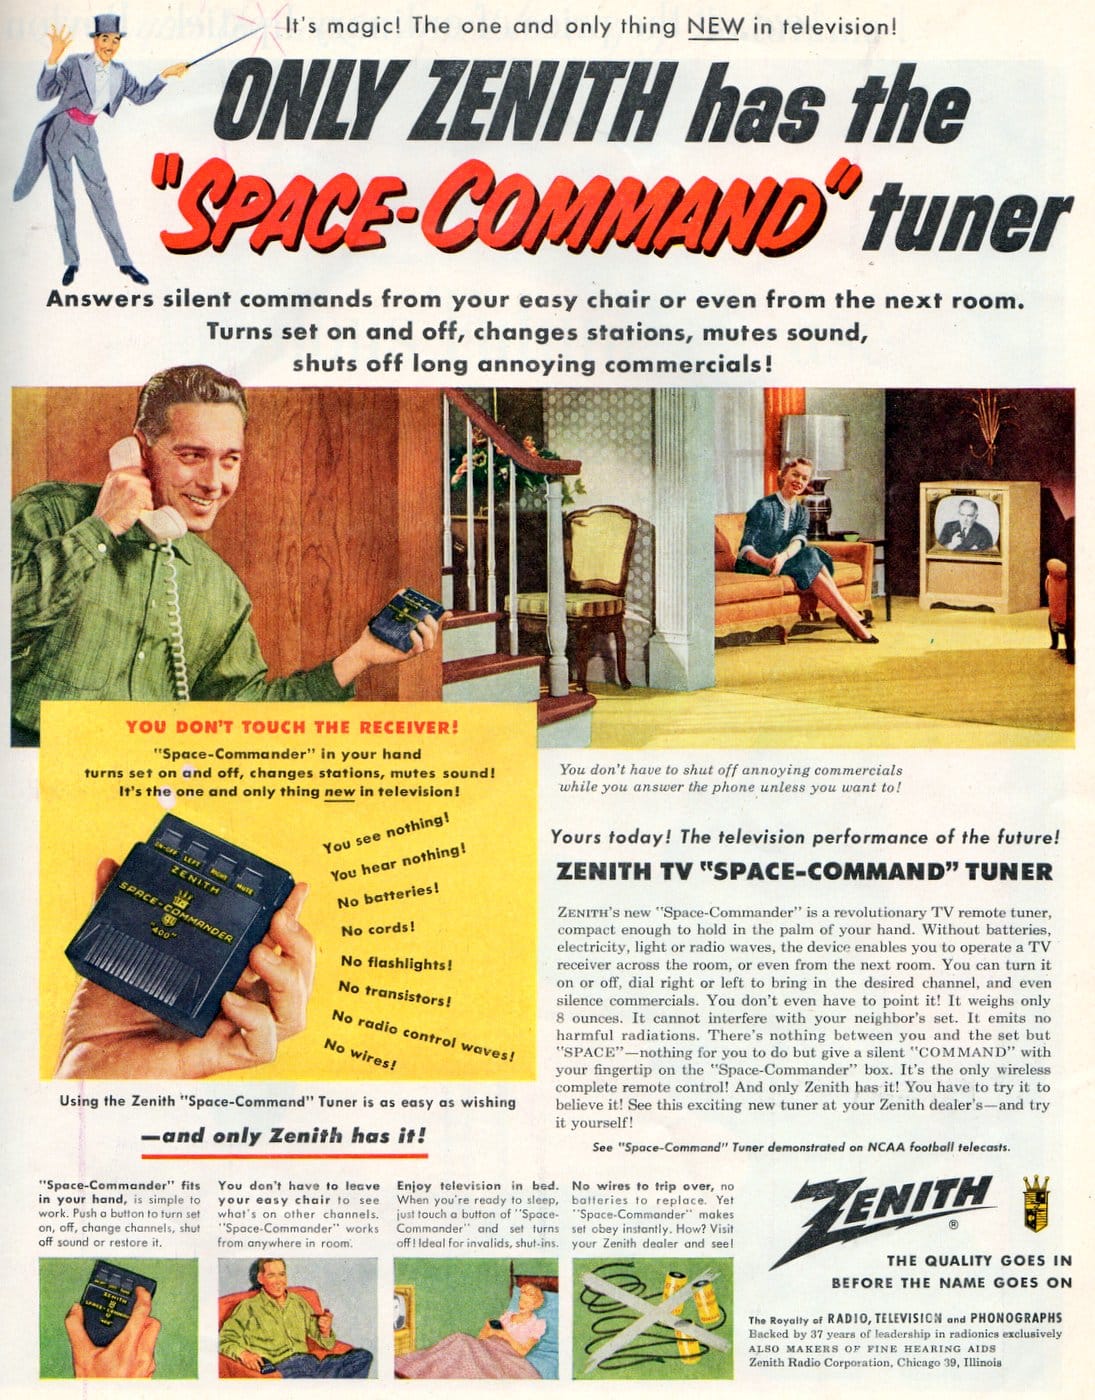 It's magic! The one and only thing NEW in television!
ONLY ZENITH has the
"SPACE-COMMAND" tuner
Answers silent commands from your easy chair or even from the next room.
Turns set on and off, changes stations, mutes sound,
shuts off long annoying commercials!
YOU DON'T TOUCH THE RECEIVER!
"Space-Commander" in your hand
turns set on and off, changes stations, mutes sound!
It's the one and only thing new in television!
ON-OFF LEFT RIGHT MUTE
ZENITH
SPACE-COMMANDER
"400"
You see nothing!
You hear nothing!
No batteries!
No cords!
No flashlights!
No transistors!
No radio control waves!
No wires!
Using the Zenith "Space-Command" Tuner is as easy as wishing
—and only Zenith has it!
You don't have to shut off annoying commercials
while you answer the phone unless you want to!
Yours today! The television performance of the future!
ZENITH TV "SPACE-COMMAND" TUNER
ZENITH'S new "Space-Commander" is a revolutionary TV remote tuner,
compact enough to hold in the palm of your hand. Without batteries,
electricity, light or radio waves, the device enables you to operate a TV
receiver across the room, or even from the next room. You can turn it
on or off, dial right or left to bring in the desired channel, and even
silence commercials. You don't even have to point it! It weighs only
8 ounces. It cannot interfere with your neighbor's set. It emits no
harmful radiations. There's nothing between you and the set but
"SPACE"—nothing for you to do but give a silent "COMMAND" with
your fingertip on the "Space-Commander" box. It's the only wireless
complete remote control! And only Zenith has it! You have to try it to
believe it! See this exciting new tuner at your Zenith dealer's—and try
it yourself!
See "Space-Command" Tuner demonstrated on NCAA football telecasts.
"Space-Commander" fits
in your hand, is simple to
work. Push a button to turn set
on, off, change channels, shut
off sound or restore it.
You don't have to leave
your easy chair to see
what's on other channels.
"Space-Commander" works
from anywhere in room.
Enjoy television in bed.
When you're ready to sleep,
just touch a button of "Space-
Commander" and set turns
off! Ideal for invalids, shut-ins.
No wires to trip over, no
batteries to replace. Yet
"Space-Commander" makes
set obey instantly. How? Visit
your Zenith dealer and see!
ZENITH
®
THE QUALITY GOES IN
BEFORE THE NAME GOES ON
The Royalty of RADIO, TELEVISION and PHONOGRAPHS
Backed by 37 years of leadership in radionics exclusively
ALSO MAKERS OF FINE HEARING AIDS
Zenith Radio Corporation, Chicago 39, Illinois